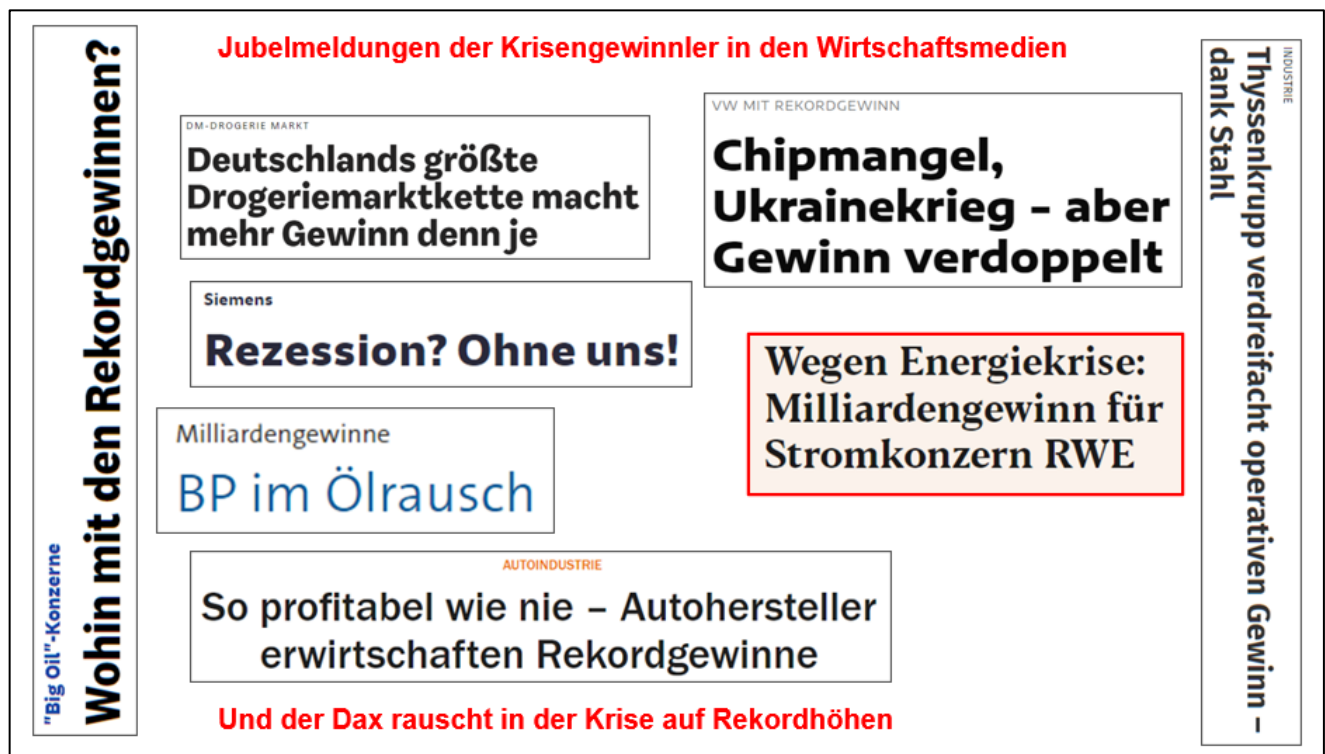 Jubelmeldungen der Krisengewinnler in den Wirtschaftsmedien
"Big Oil"-Konzerne
Wohin mit den Rekordgewinnen?
DM-DROGERIE MARKT
Deutschlands größte
Drogeriemarktkette macht
mehr Gewinn denn je
VW MIT REKORDGEWINN
Chipmangel,
Ukrainekrieg – aber
Gewinn verdoppelt
Siemens
Rezession? Ohne uns!
Wegen Energiekrise:
Milliardengewinn für
Stromkonzern RWE
Milliardengewinne
BP im Ölrausch
AUTOINDUSTRIE
So profitabel wie nie – Autohersteller
erwirtschaften Rekordgewinne
INDUSTRIE
Thyssenkrupp verdreifacht operativen Gewinn –
dank Stahl
Und der Dax rauscht in der Krise auf Rekordhöhen